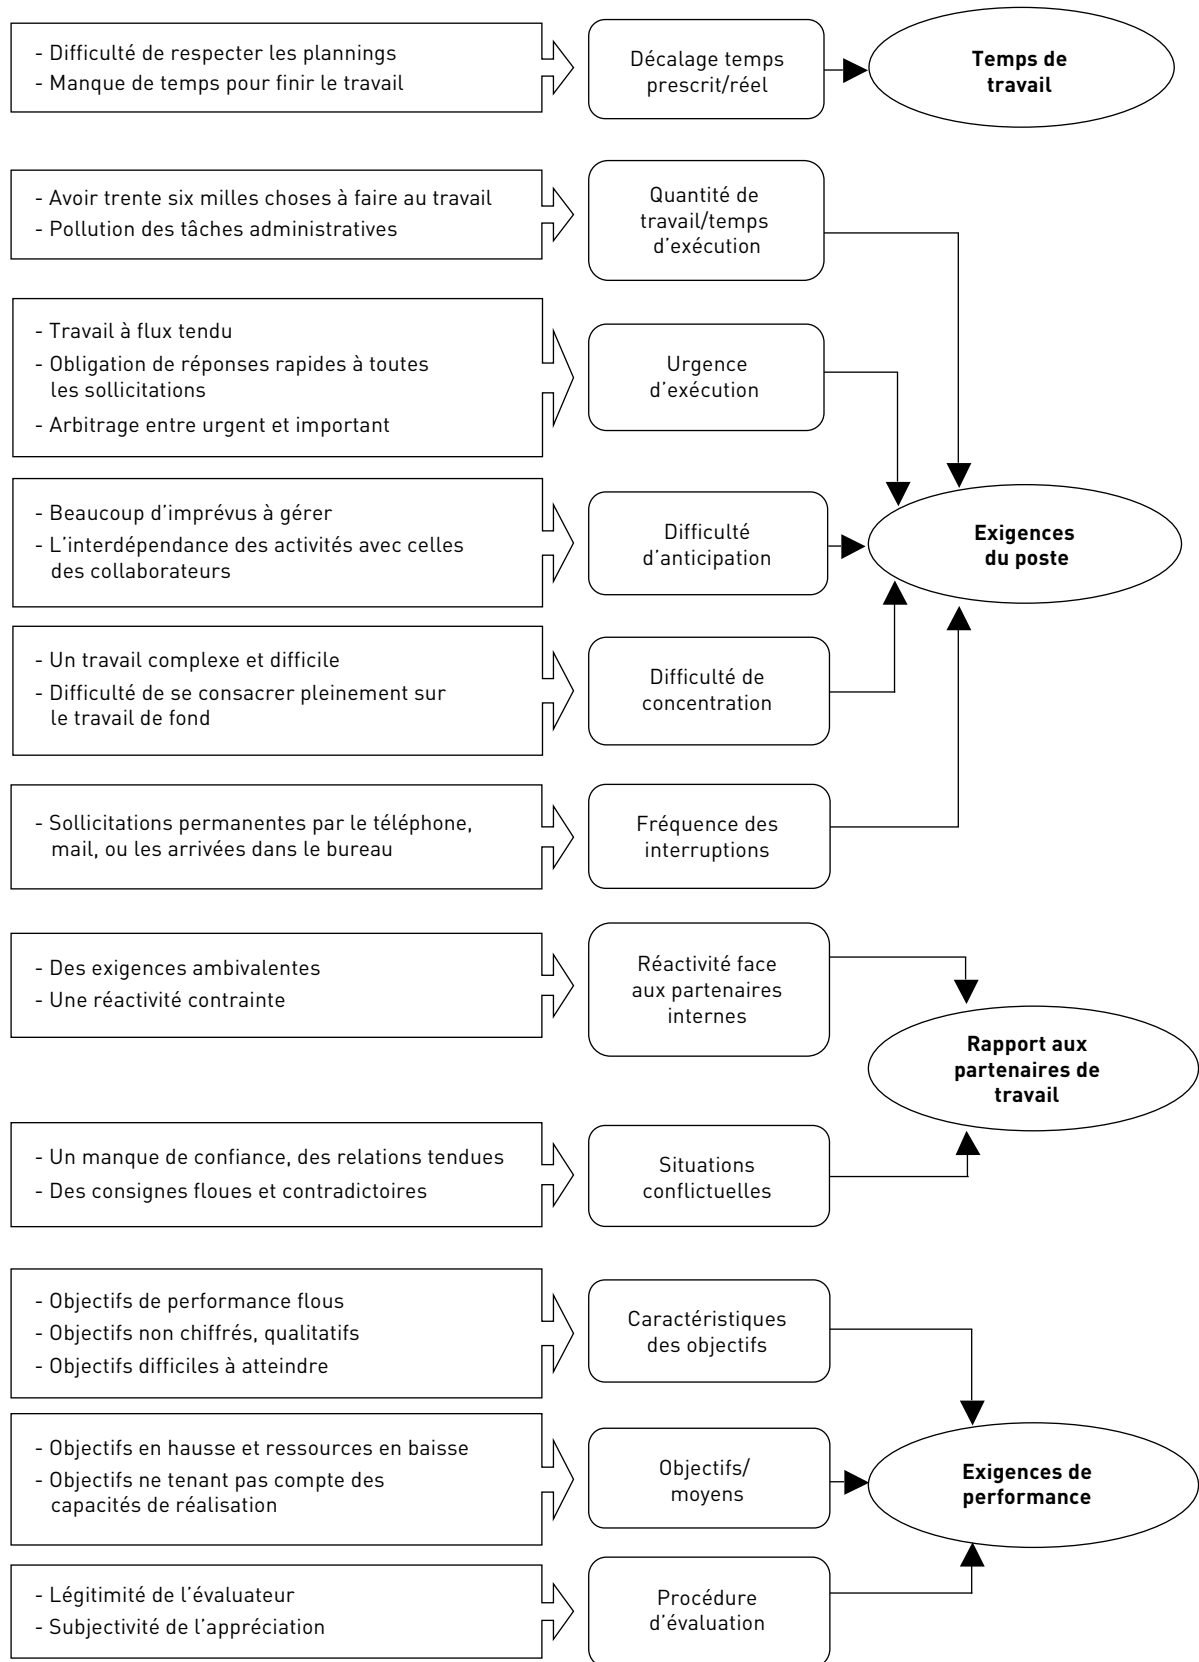 - Difficulté de respecter les plannings
- Manque de temps pour finir le travail
Décalage temps
prescrit/réel
Temps de
travail
- Avoir trente six milles choses à faire au travail
- Pollution des tâches administratives
Quantité de
travail/temps
d’exécution
- Travail à flux tendu
- Obligation de réponses rapides à toutes
les sollicitations
- Arbitrage entre urgent et important
Urgence
d’exécution
- Beaucoup d’imprévus à gérer
- L’interdépendance des activités avec celles
des collaborateurs
Difficulté
d’anticipation
Exigences
du poste
- Un travail complexe et difficile
- Difficulté de se consacrer pleinement sur
le travail de fond
Difficulté de
concentration
- Sollicitations permanentes par le téléphone,
mail, ou les arrivées dans le bureau
Fréquence des
interruptions
- Des exigences ambivalentes
- Une réactivité contrainte
Réactivité face
aux partenaires
internes
Rapport aux
partenaires de
travail
- Un manque de confiance, des relations tendues
- Des consignes floues et contradictoires
Situations
conflictuelles
- Objectifs de performance flous
- Objectifs non chiffrés, qualitatifs
- Objectifs difficiles à atteindre
Caractéristiques
des objectifs
- Objectifs en hausse et ressources en baisse
- Objectifs ne tenant pas compte des
capacités de réalisation
Objectifs/
moyens
Exigences de
performance
- Légitimité de l’évaluateur
- Subjectivité de l’appréciation
Procédure
d’évaluation